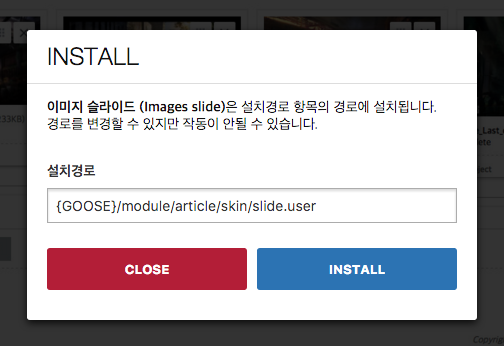 INSTALL
이미지 슬라이드 (Images slide)은 설치경로 항목의 경로에 설치됩니다.
경로를 변경할 수 있지만 작동이 안될 수 있습니다.
설치경로
{GOOSE}/module/article/skin/slide.user
CLOSE
INSTALL